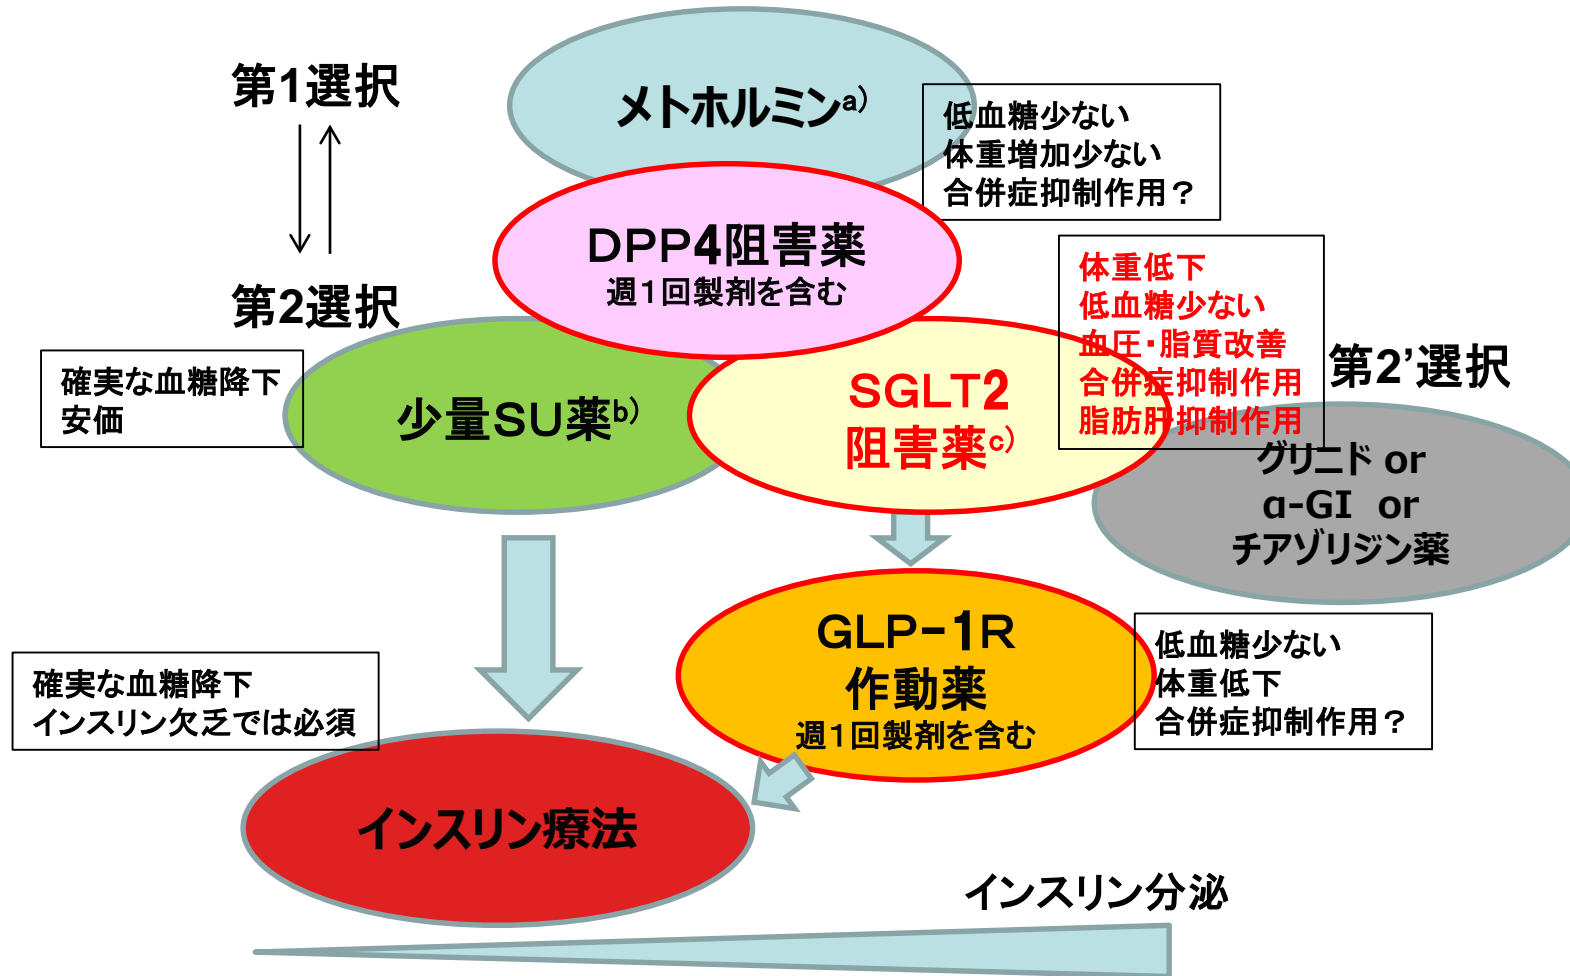 第1選択
メトホルミンa)
低血糖少ない
体重増加少ない
合併症抑制作用？
DPP4阻害薬
週1回製剤を含む
第2選択
体重低下
低血糖少ない
血圧・脂質改善
合併症抑制作用
脂肪肝抑制作用
第2’選択
確実な血糖降下
安価
少量SU薬b)
SGLT2
阻害薬c)
グリニド or
α-GI or
チアゾリジン薬
GLP-1R
作動薬
週1回製剤を含む
低血糖少ない
体重低下
合併症抑制作用？
確実な血糖降下
インスリン欠乏では必須
インスリン療法
インスリン分泌